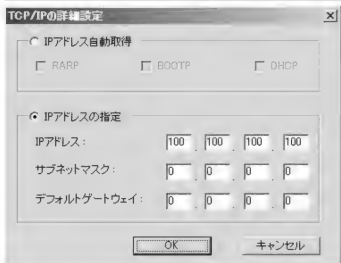 TCP/IPの詳細設定
IPアドレス自動取得
RARP BOOTP DHCP
IPアドレスの指定
IPアドレス: 100 . 100 . 100 . 100
サブネットマスク: 0 . 0 . 0 . 0
デフォルトゲートウェイ: 0 . 0 . 0 . 0
OK キャンセル